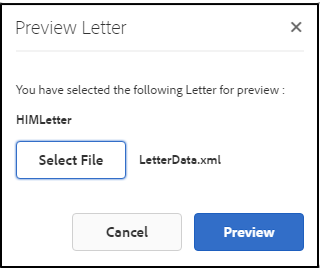 Preview Letter ×
You have selected the following Letter for preview :
HIMLetter
Select File LetterData.xml
Cancel Preview